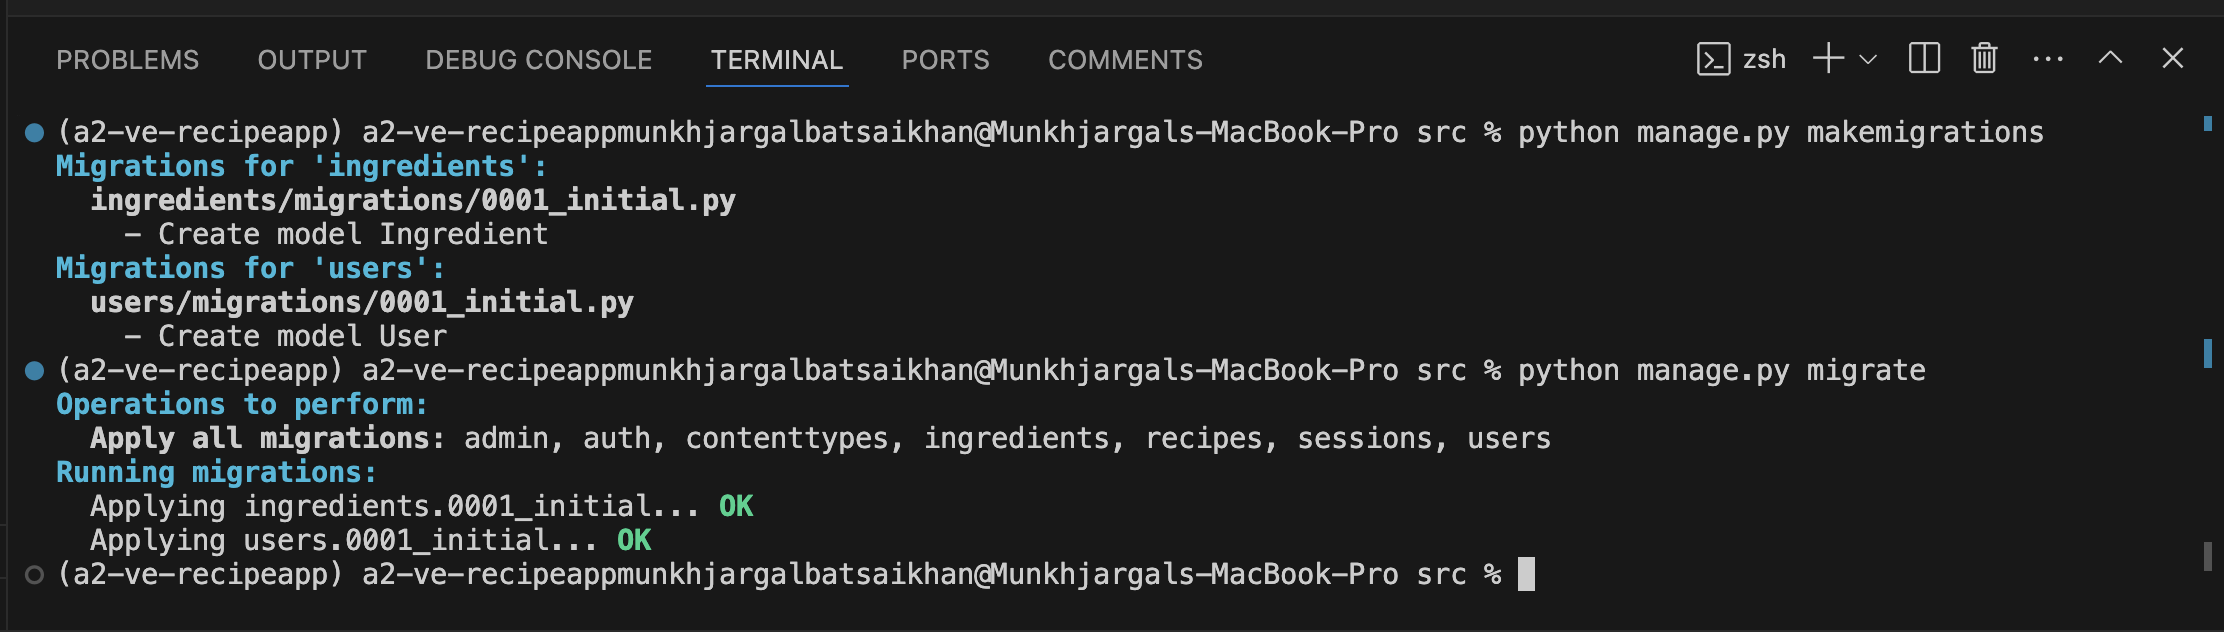 PROBLEMS OUTPUT DEBUG CONSOLE TERMINAL PORTS COMMENTS zsh
(a2-ve-recipeapp) a2-ve-recipeappmunkhjargalbatsaikhan@Munkhjargals-MacBook-Pro src % python manage.py makemigrations
Migrations for 'ingredients':
  ingredients/migrations/0001_initial.py
    - Create model Ingredient
Migrations for 'users':
  users/migrations/0001_initial.py
    - Create model User
(a2-ve-recipeapp) a2-ve-recipeappmunkhjargalbatsaikhan@Munkhjargals-MacBook-Pro src % python manage.py migrate
Operations to perform:
  Apply all migrations: admin, auth, contenttypes, ingredients, recipes, sessions, users
Running migrations:
  Applying ingredients.0001_initial... OK
  Applying users.0001_initial... OK
(a2-ve-recipeapp) a2-ve-recipeappmunkhjargalbatsaikhan@Munkhjargals-MacBook-Pro src %